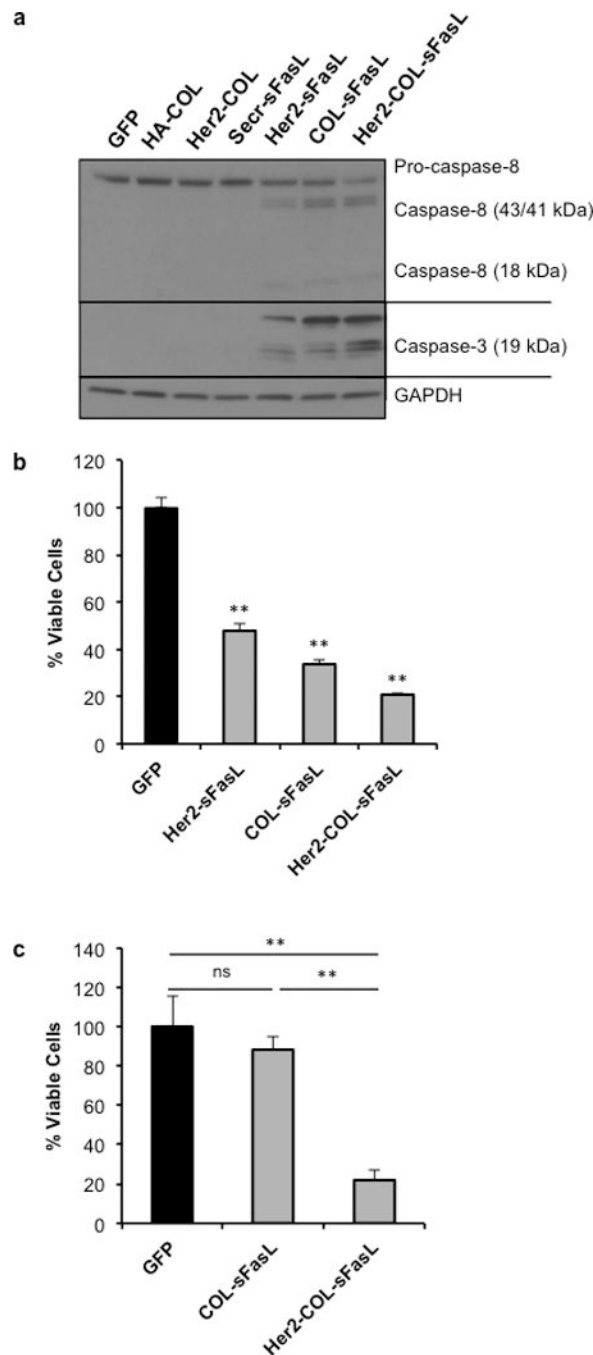 a
GFP
HA-COL
Her2-COL
Secr-sFasL
Her2-sFasL
COL-sFasL
Her2-COL-sFasL
Pro-caspase-8
Caspase-8 (43/41 kDa)
Caspase-8 (18 kDa)
Caspase-3 (19 kDa)
GAPDH
b
% Viable Cells
120
100
80
60
40
20
0
**
**
**
GFP
Her2-sFasL
COL-sFasL
Her2-COL-sFasL
c
% Viable Cells
140
120
100
80
60
40
20
0
**
ns
**
GFP
COL-sFasL
Her2-COL-sFasL